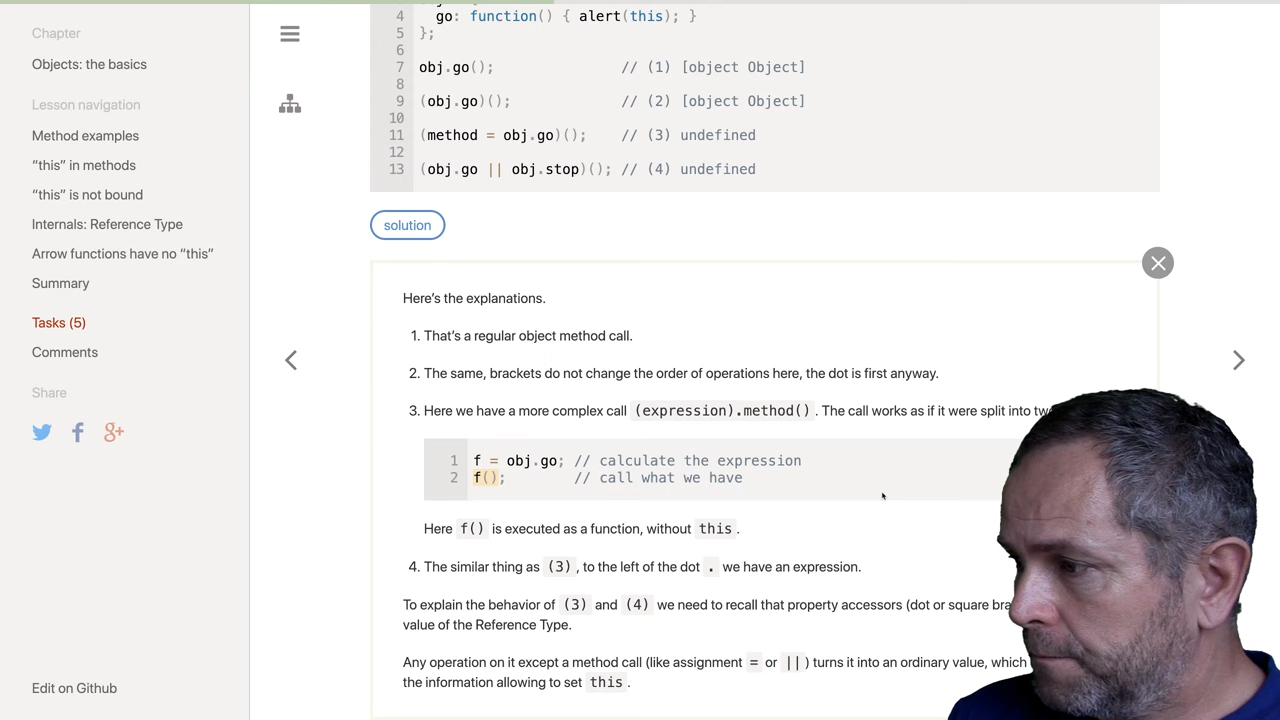 Chapter
Objects: the basics
Lesson navigation
Method examples
“this” in methods
“this” is not bound
Internals: Reference Type
Arrow functions have no “this”
Summary
Tasks (5)
Comments
Share
Edit on Github
4 go: function() { alert(this); }
5 };
6
7 obj.go(); // (1) [object Object]
8
9 (obj.go)(); // (2) [object Object]
10
11 (method = obj.go)(); // (3) undefined
12
13 (obj.go || obj.stop)(); // (4) undefined
solution
Here’s the explanations.
1. That’s a regular object method call.
2. The same, brackets do not change the order of operations here, the dot is first anyway.
3. Here we have a more complex call (expression).method() . The call works as if it were split into
1 f = obj.go; // calculate the expression
2 f(); // call what we have
Here f() is executed as a function, without this .
4. The similar thing as (3) , to the left of the dot . we have an expression.
To explain the behavior of (3) and (4) we need to recall that property accessors (dot or square
value of the Reference Type.
Any operation on it except a method call (like assignment = or || ) turns it into an ordinary value, which
the information allowing to set this .